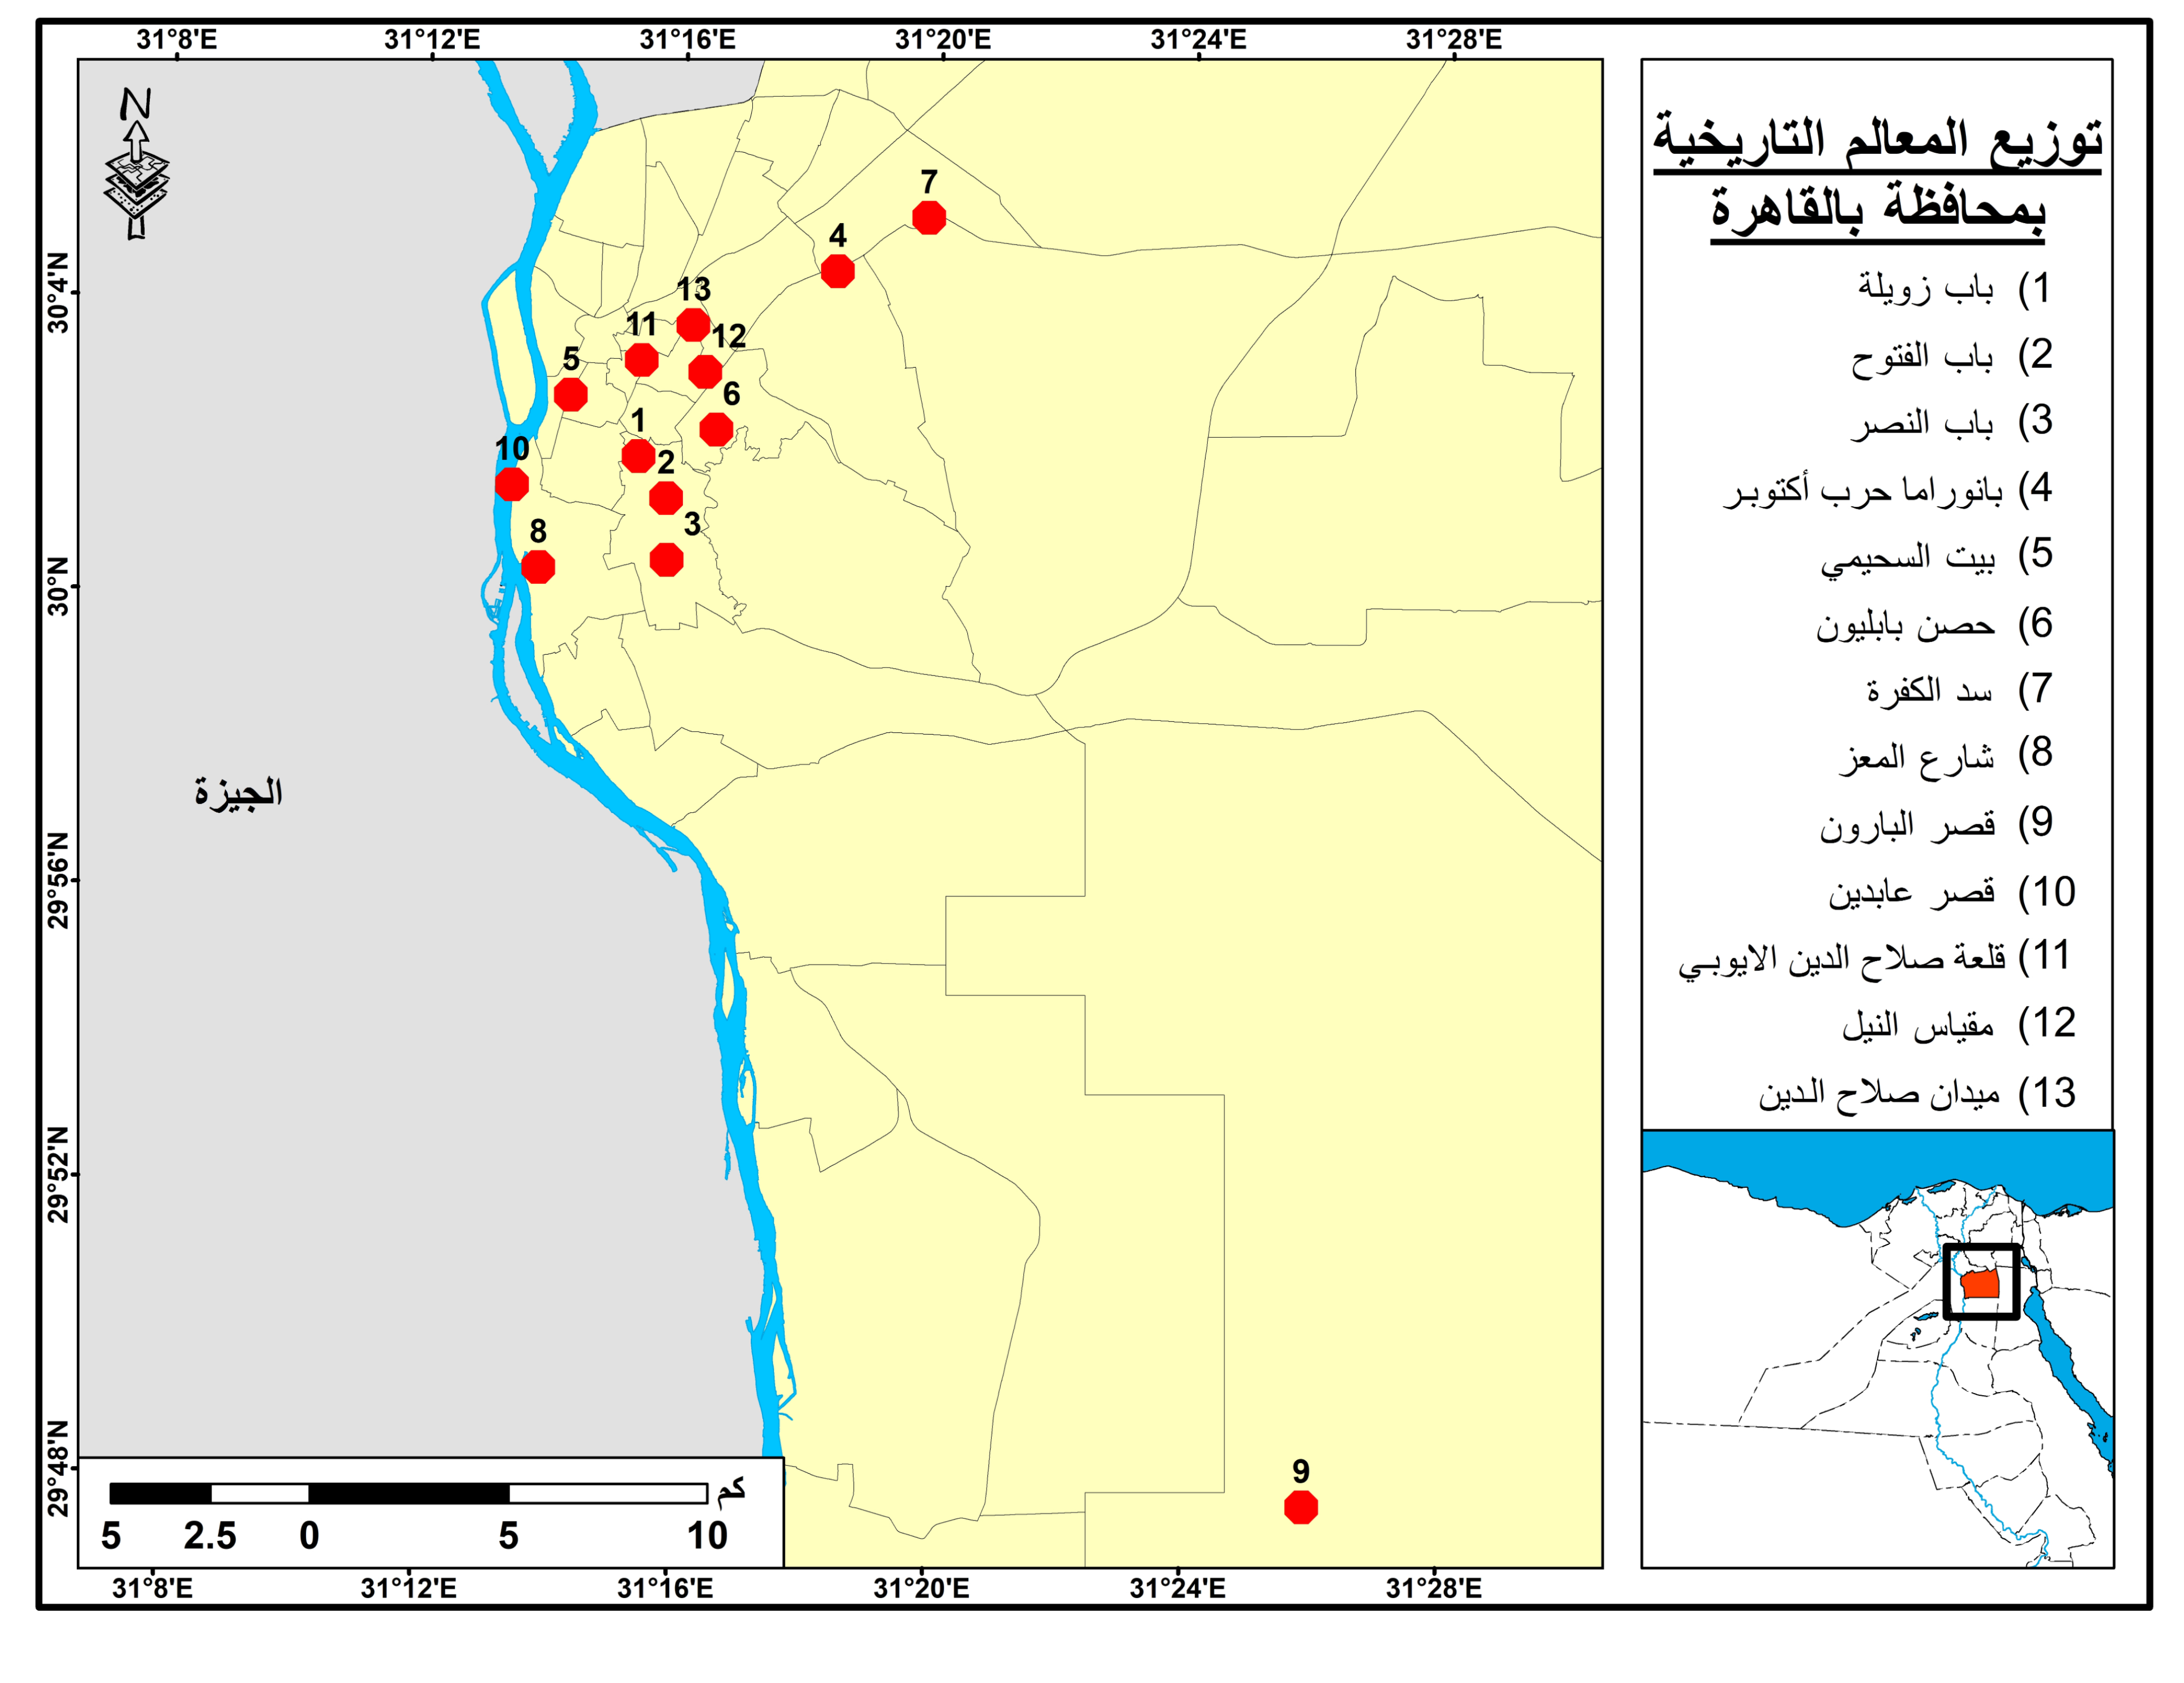 31°8'E 31°12'E 31°16'E 31°20'E 31°24'E 31°28'E
N
توزيع المعالم التاريخية
بمحافظة بالقاهرة
1) باب زويلة
2) باب الفتوح
3) باب النصر
4) بانوراما حرب أكتوبر
5) بيت السحيمي
6) حصن بابليون
7) سد الكفرة
8) شارع المعز
9) قصر البارون
10) قصر عابدين
11) قلعة صلاح الدين الايوبي
12) مقياس النيل
13) ميدان صلاح الدين
7
4
13
11
12
5
6
1
10
2
3
8
9
الجيزة
30°4'N
30°N
29°56'N
29°52'N
29°48'N
كم
5 2.5 0 5 10
31°8'E 31°12'E 31°16'E 31°20'E 31°24'E 31°28'E